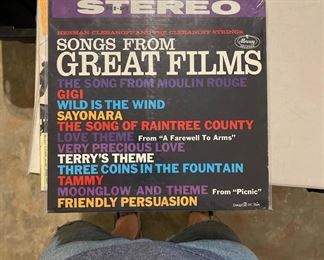 STEREO
HERMAN CLEBANOFF AND THE CLEBANOFF STRINGS
SONGS FROM
GREAT FILMS
THE SONG FROM MOULIN ROUGE
GIGI
WILD IS THE WIND
SAYONARA
THE SONG OF RAINTREE COUNTY
LOVE THEME From "A Farewell To Arms"
VERY PRECIOUS LOVE
TERRY'S THEME
THREE COINS IN THE FOUNTAIN
TAMMY
MOONGLOW AND THEME From "Picnic"
FRIENDLY PERSUASION